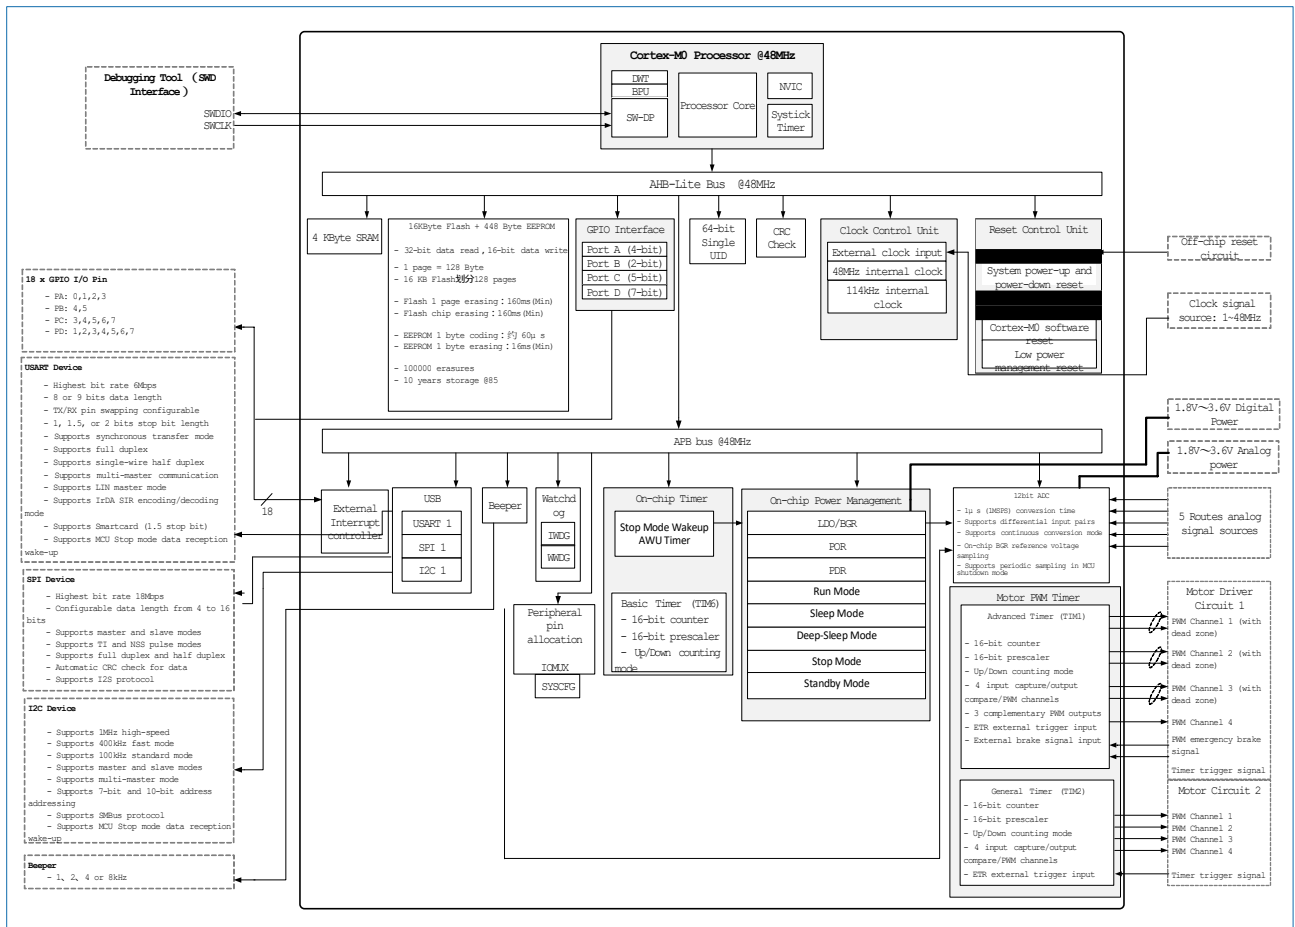 Cortex-M0 Processor @48MHz
DWT
BPU
SW-DP
Processor Core
NVIC
Systick
Timer
Debugging Tool （SWD
Interface）
SWDIO
SWCLK
AHB-Lite Bus @48MHz
4 KByte SRAM
16KByte Flash + 448 Byte EEPROM
- 32-bit data read，16-bit data write
- 1 page = 128 Byte
- 16 KB Flash划分128 pages
- Flash 1 page erasing：160ms(Min)
- Flash chip erasing：160ms(Min)
- EEPROM 1 byte coding：约 60μ s
- EEPROM 1 byte erasing：16ms(Min)
- 100000 erasures
- 10 years storage @85
GPIO Interface
Port A (4-bit)
Port B (2-bit)
Port C (5-bit)
Port D (7-bit)
64-bit
Single
UID
CRC
Check
Clock Control Unit
External clock input
48MHz internal clock
114kHz internal
clock
Reset Control Unit
System power-up and
power-down reset
Cortex-M0 software
reset
Low power
management reset
Off-chip reset
circuit
Clock signal
source: 1~48MHz
1.8V～3.6V Digital
Power
1.8V～3.6V Analog
power
18 x GPIO I/O Pin
- PA: 0,1,2,3
- PB: 4,5
- PC: 3,4,5,6,7
- PD: 1,2,3,4,5,6,7
USART Device
- Highest bit rate 6Mbps
- 8 or 9 bits data length
- TX/RX pin swapping configurable
- 1, 1.5, or 2 bits stop bit length
- Supports synchronous transfer mode
- Supports full duplex
- Supports single-wire half duplex
- Supports multi-master communication
- Supports LIN master mode
- Supports IrDA SIR encoding/decoding
mode
- Supports Smartcard (1.5 stop bit)
- Supports MCU Stop mode data reception
wake-up
SPI Device
- Highest bit rate 18Mbps
- Configurable data length from 4 to 16
bits
- Supports master and slave modes
- Supports TI and NSS pulse modes
- Supports full duplex and half duplex
- Automatic CRC check for data
- Supports I2S protocol
I2C Device
- Supports 1MHz high-speed
- Supports 400kHz fast mode
- Supports 100kHz standard mode
- Supports master and slave modes
- Supports multi-master mode
- Supports 7-bit and 10-bit address
addressing
- Supports SMBus protocol
- Supports MCU Stop mode data reception
wake-up
Beeper
- 1、2、4 or 8kHz
18
APB bus @48MHz
External
Interrupt
controller
USB
USART 1
SPI 1
I2C 1
Beeper
Watchd
og
IWDG
WWDG
Peripheral
pin
allocation
IOMUX
SYSCFG
On-chip Timer
Stop Mode Wakeup
AWU Timer
Basic Timer (TIM6)
- 16-bit counter
- 16-bit prescaler
- Up/Down counting
mode
On-chip Power Management
LDO/BGR
POR
PDR
Run Mode
Sleep Mode
Deep-Sleep Mode
Stop Mode
Standby Mode
12bit ADC
- 1μ s (1MSPS) conversion time
- Supports differential input pairs
- Supports continuous conversion mode
- On-chip BGR reference voltage
sampling
- Supports periodic sampling in MCU
shutdown mode
5 Routes analog
signal sources
Motor PWM Timer
Advanced Timer (TIM1)
- 16-bit counter
- 16-bit prescaler
- Up/Down counting mode
- 4 input capture/output
compare/PWM channels
- 3 complementary PWM outputs
- ETR external trigger input
- External brake signal input
General Timer (TIM2)
- 16-bit counter
- 16-bit prescaler
- Up/Down counting mode
- 4 input capture/output
compare/PWM channels
- ETR external trigger input
Motor Driver
Circuit 1
PWM Channel 1 (with
dead zone)
PWM Channel 2 (with
dead zone)
PWM Channel 3 (with
dead zone)
PWM Channel 4
PWM emergency brake
signal
Timer trigger signal
Motor Circuit 2
PWM Channel 1
PWM Channel 2
PWM Channel 3
PWM Channel 4
Timer trigger signal